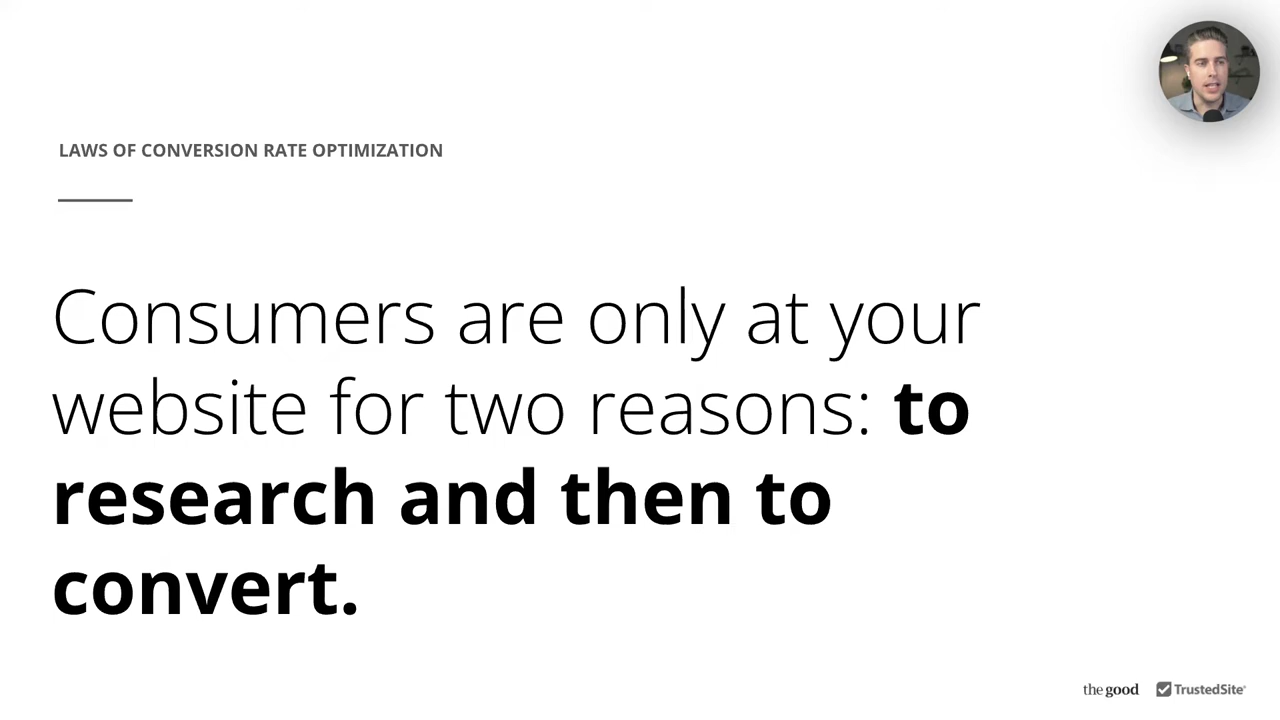 LAWS OF CONVERSION RATE OPTIMIZATION
Consumers are only at your
website for two reasons: to
research and then to
convert.
the good TrustedSite